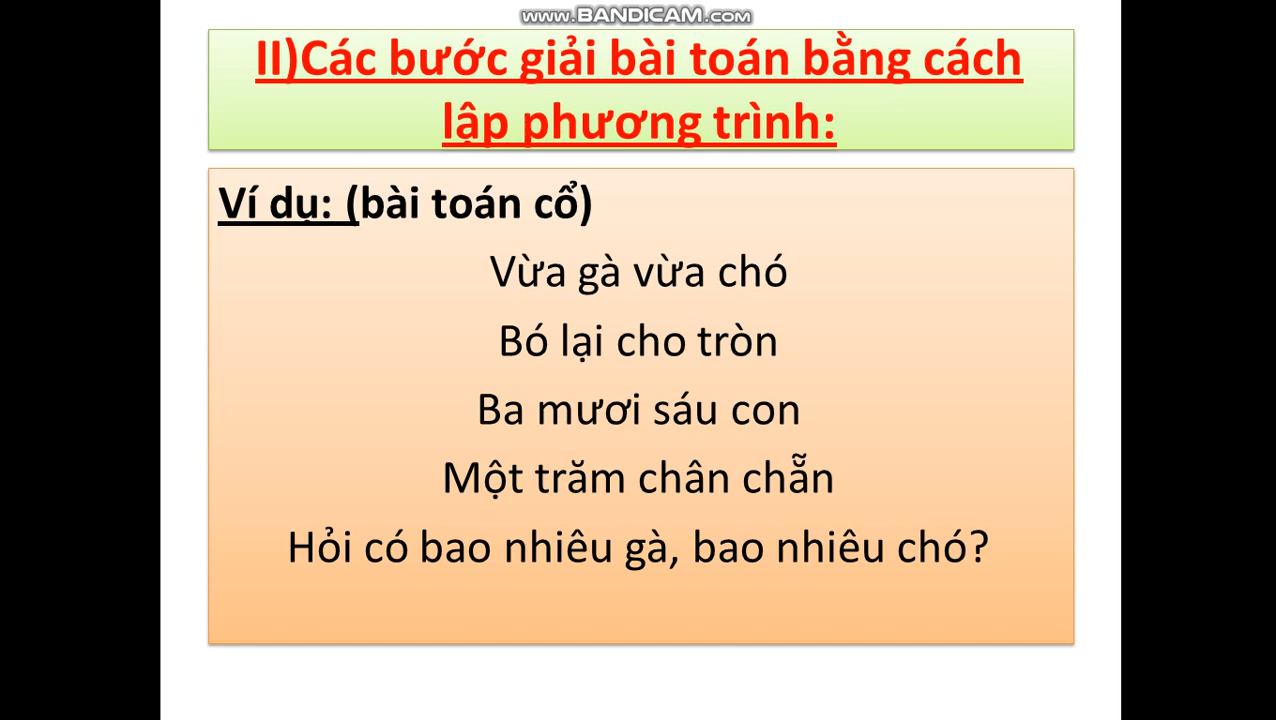 www.BANDICAM.com
II)Các bước giải bài toán bằng cách
lập phương trình:
Ví dụ: (bài toán cổ)
Vừa gà vừa chó
Bó lại cho tròn
Ba mươi sáu con
Một trăm chân chẵn
Hỏi có bao nhiêu gà, bao nhiêu chó?